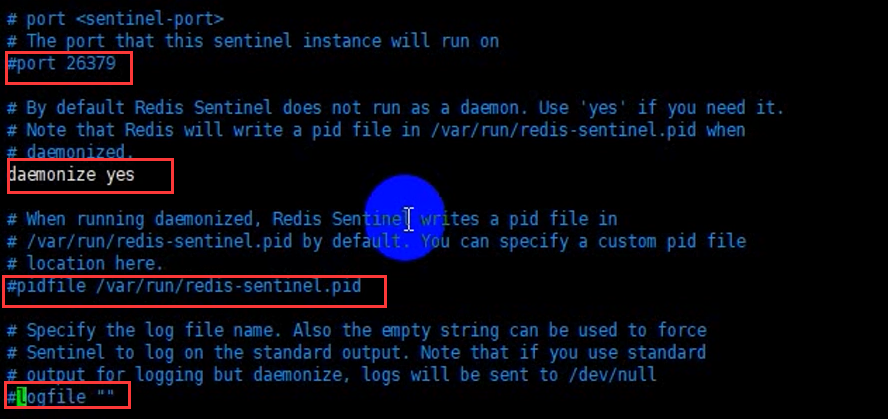 # port <sentinel-port>
# The port that this sentinel instance will run on
#port 26379
# By default Redis Sentinel does not run as a daemon. Use 'yes' if you need it.
# Note that Redis will write a pid file in /var/run/redis-sentinel.pid when
# daemonized.
daemonize yes
# When running daemonized, Redis Sentinel writes a pid file in
# /var/run/redis-sentinel.pid by default. You can specify a custom pid file
# location here.
#pidfile /var/run/redis-sentinel.pid
# Specify the log file name. Also the empty string can be used to force
# Sentinel to log on the standard output. Note that if you use standard
# output for logging but daemonize, logs will be sent to /dev/null
#logfile ""